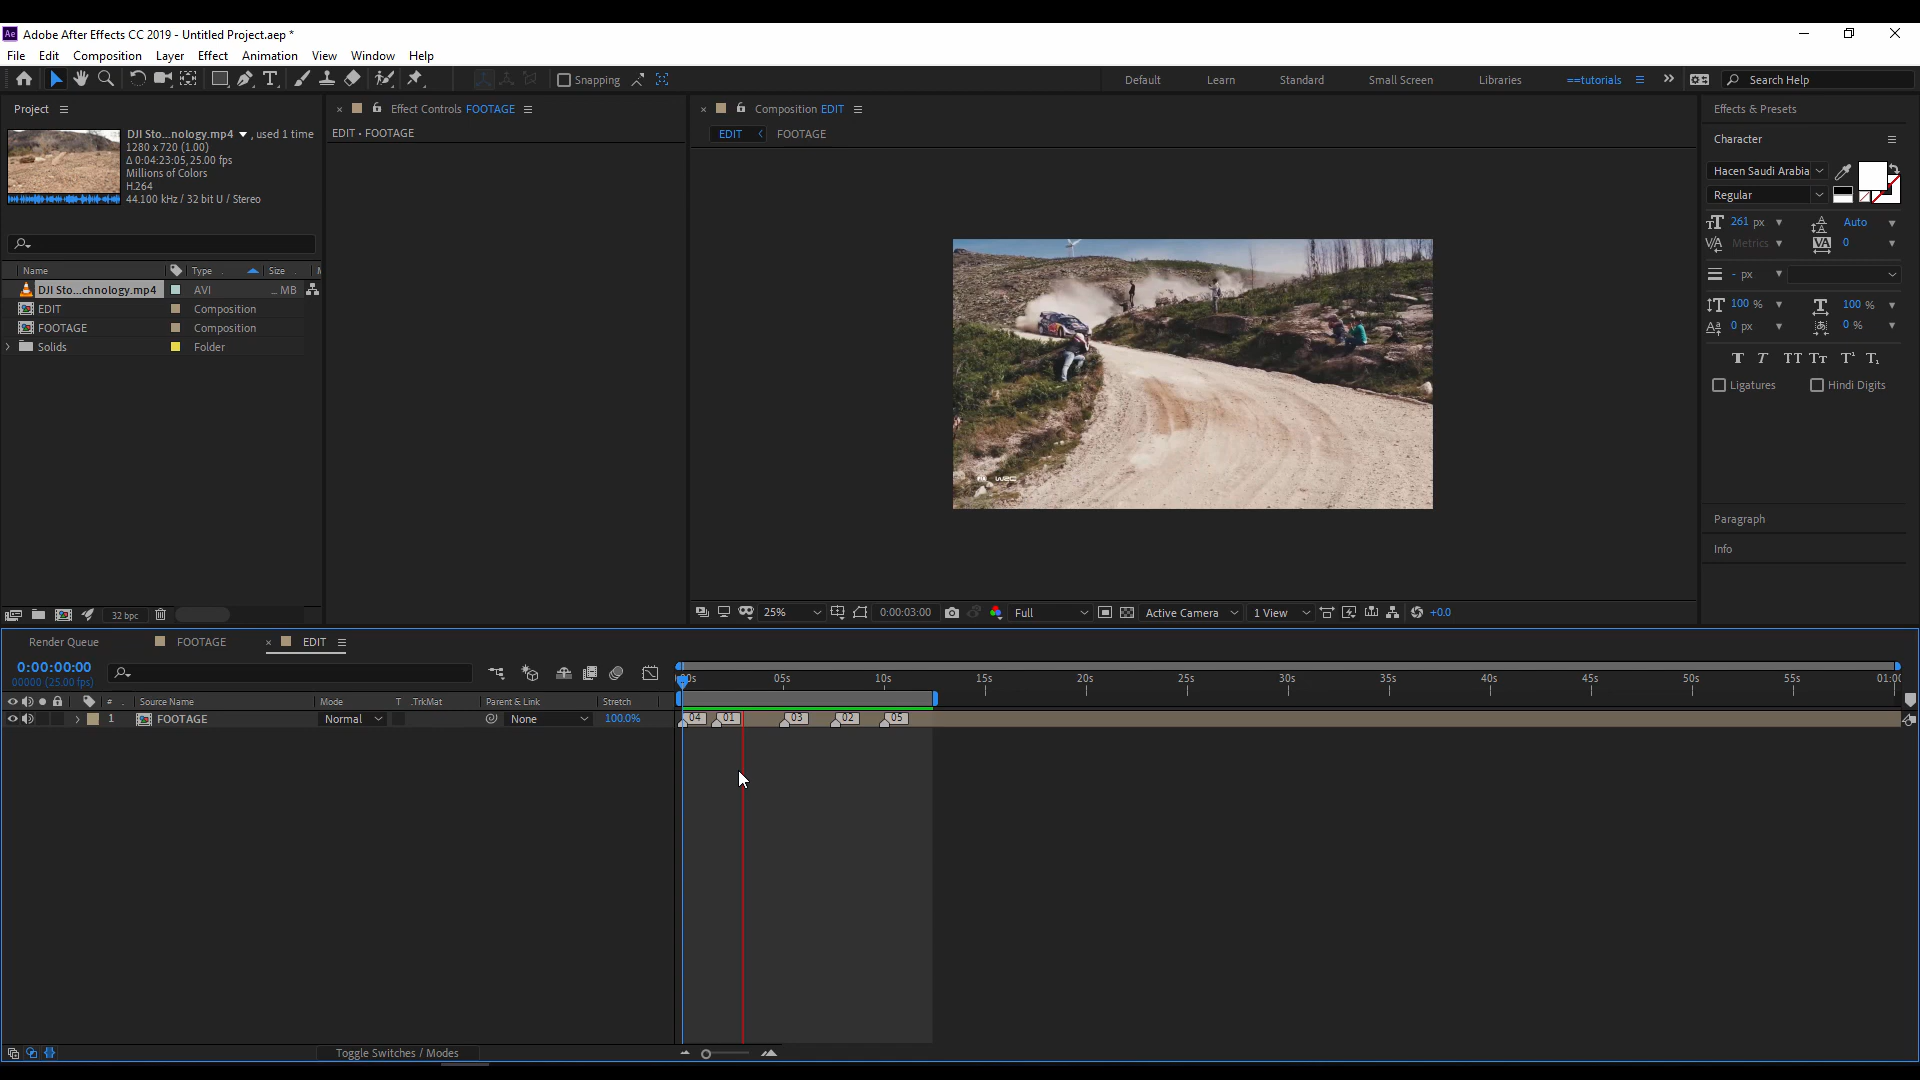 Ae Adobe After Effects CC 2019 - Untitled Project.aep *
File Edit Composition Layer Effect Animation View Window Help
Snapping
Default Learn Standard Small Screen Libraries ==tutorials Search Help
Project
DJI Sto...nology.mp4 , used 1 time
1280 x 720 (1.00)
Δ 0:04:23:05, 25.00 fps
Millions of Colors
H.264
44.100 kHz / 32 bit U / Stereo
Name Type Size
DJI Sto...chnology.mp4 AVI ... MB
EDIT Composition
FOOTAGE Composition
Solids Folder
32 bpc
Effect Controls FOOTAGE
EDIT • FOOTAGE
Composition EDIT
EDIT FOOTAGE
WRC
25% 0:00:03:00 Full Active Camera 1 View +0.0
Effects & Presets
Character
Hacen Saudi Arabia
Regular
261 px Auto
Metrics 0
- px
100 % 100 %
0 px 0 %
Ligatures Hindi Digits
Paragraph
Info
Render Queue FOOTAGE EDIT
0:00:00:00
00000 (25.00 fps)
00s 05s 10s 15s 20s 25s 30s 35s 40s 45s 50s 55s 01:00
# Source Name Mode T .TrkMat Parent & Link Stretch
1 FOOTAGE Normal None 100.0% 04 01 03 02 05
Toggle Switches / Modes